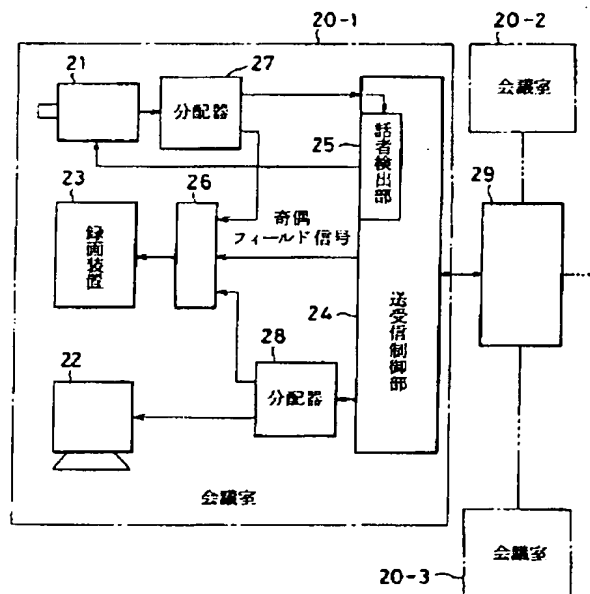 20-1
20-2
21
27
分配器
会議室
25
話者検出部
29
23
録画装置
26
奇偶
フィールド信号
24
送受信制御部
28
分配器
22
会議室
会議室
20-3